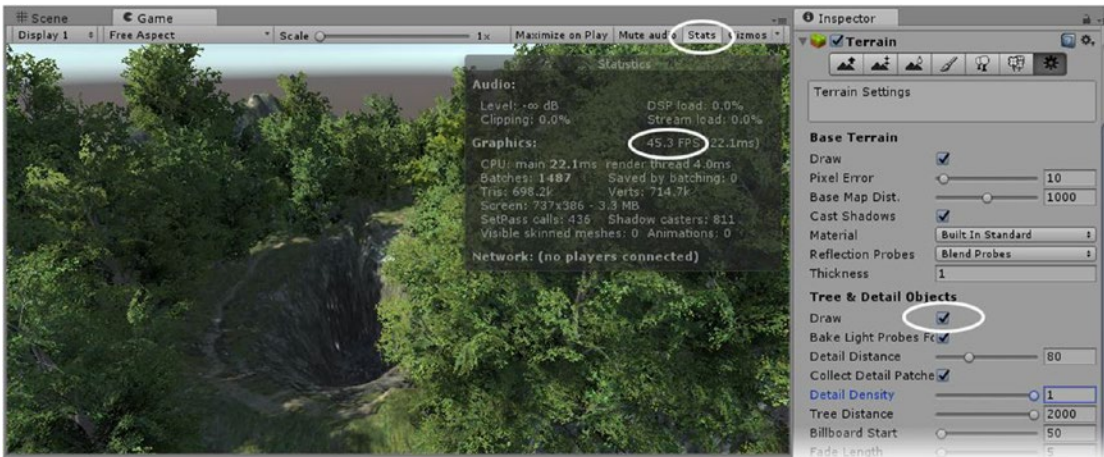 Scene
Game
Display 1
Free Aspect
Scale
1x
Maximize on Play
Mute audio
Stats
Gizmos
Statistics
Audio:
Level: -∞ dB
DSP load: 0.0%
Clipping: 0.0%
Stream load: 0.0%
Graphics:
45.3 FPS (22.1ms)
CPU: main 22.1ms render thread 4.0ms
Batches: 1487
Saved by batching: 0
Tris: 698.2k
Verts: 714.7k
Screen: 737x386 - 3.3 MB
SetPass calls: 436
Shadow casters: 811
Visible skinned meshes: 0 Animations: 0
Network: (no players connected)
Inspector
Terrain
Terrain Settings
Base Terrain
Draw
Pixel Error
10
Base Map Dist.
1000
Cast Shadows
Material
Built In Standard
Reflection Probes
Blend Probes
Thickness
1
Tree & Detail Objects
Draw
Bake Light Probes Fo
Detail Distance
80
Collect Detail Patche
Detail Density
1
Tree Distance
2000
Billboard Start
50
Fade Length
5